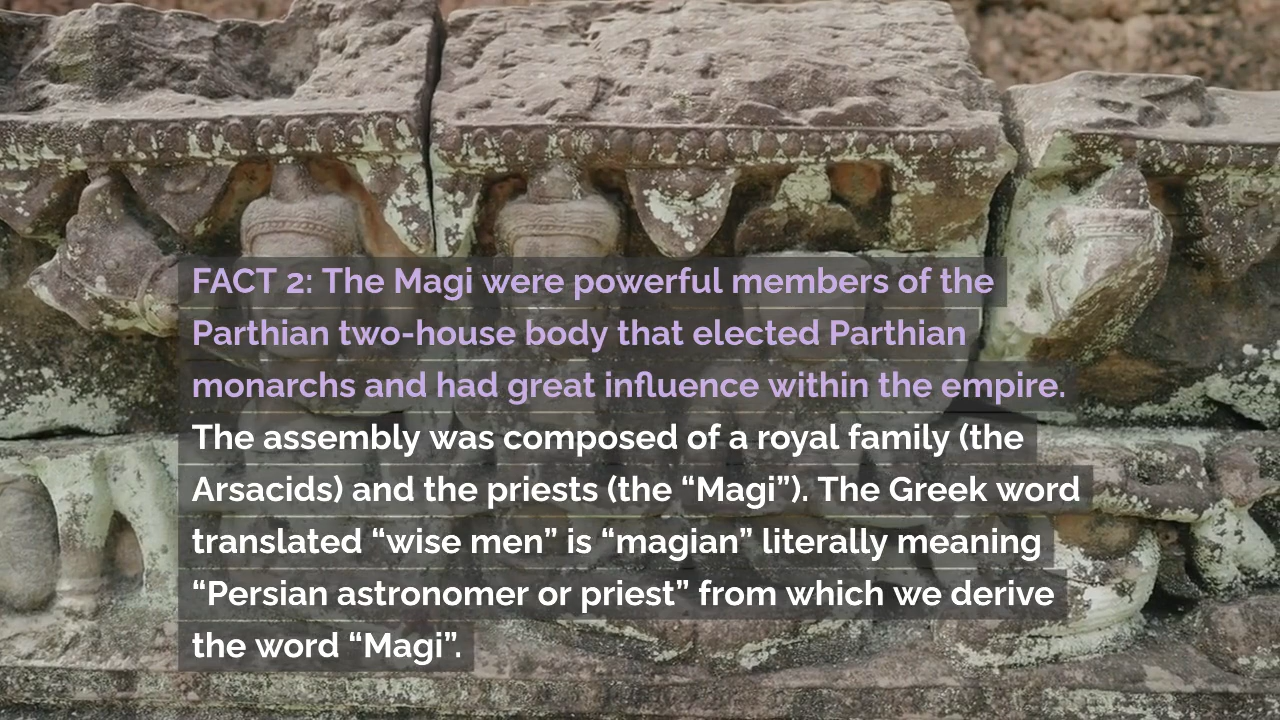 FACT 2: The Magi were powerful members of the
Parthian two-house body that elected Parthian
monarchs and had great influence within the empire.
The assembly was composed of a royal family (the
Arsacids) and the priests (the “Magi”). The Greek word
translated “wise men” is “magian” literally meaning
“Persian astronomer or priest” from which we derive
the word “Magi”.